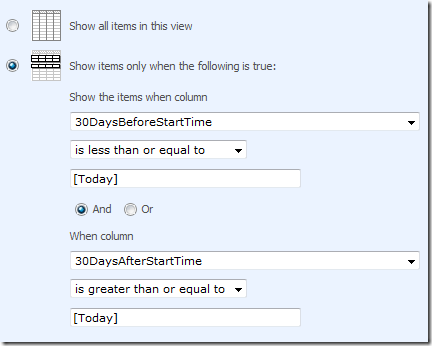 Show all items in this view
Show items only when the following is true:
Show the items when column
30DaysBeforeStartTime
is less than or equal to
[Today]
And Or
When column
30DaysAfterStartTime
is greater than or equal to
[Today]